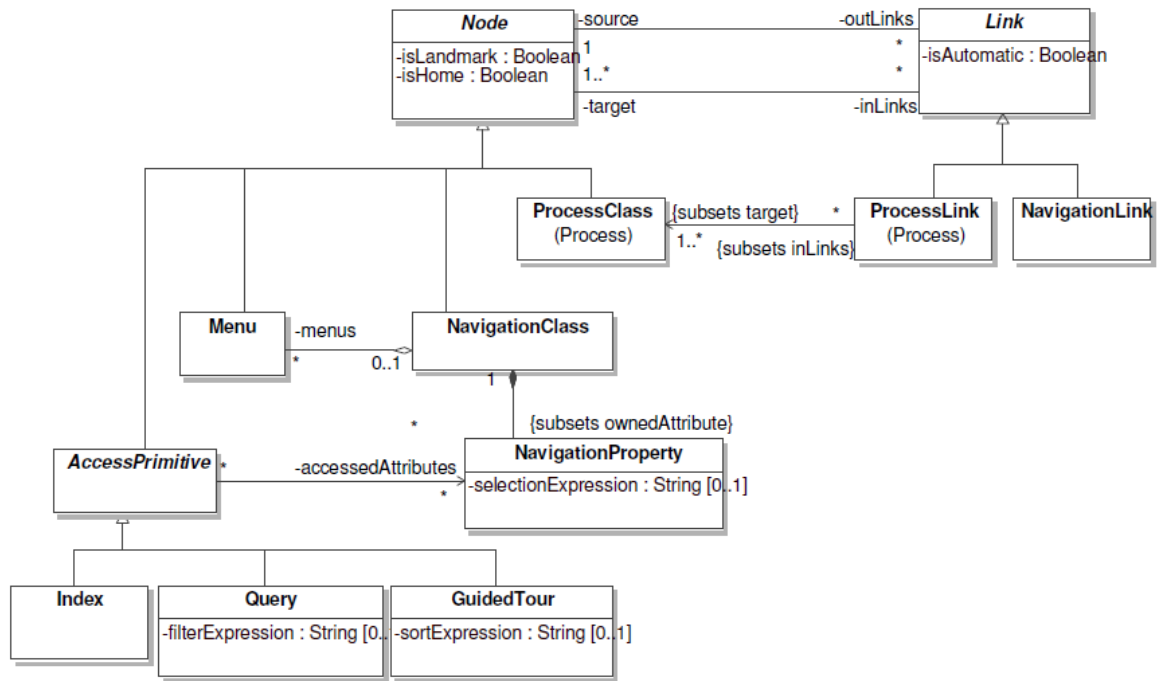 Node
-isLandmark : Boolean
-isHome : Boolean
-source
1
1..*
-target
-outLinks
*
*
-inLinks
Link
-isAutomatic : Boolean
ProcessClass
(Process)
{subsets target}
*
1..*
{subsets inLinks}
ProcessLink
(Process)
NavigationLink
Menu
-menus
*
0..1
NavigationClass
1
*
{subsets ownedAttribute}
AccessPrimitive
*
-accessedAttributes
*
NavigationProperty
-selectionExpression : String [0..1]
Index
Query
-filterExpression : String [0..
GuidedTour
-sortExpression : String [0..1]